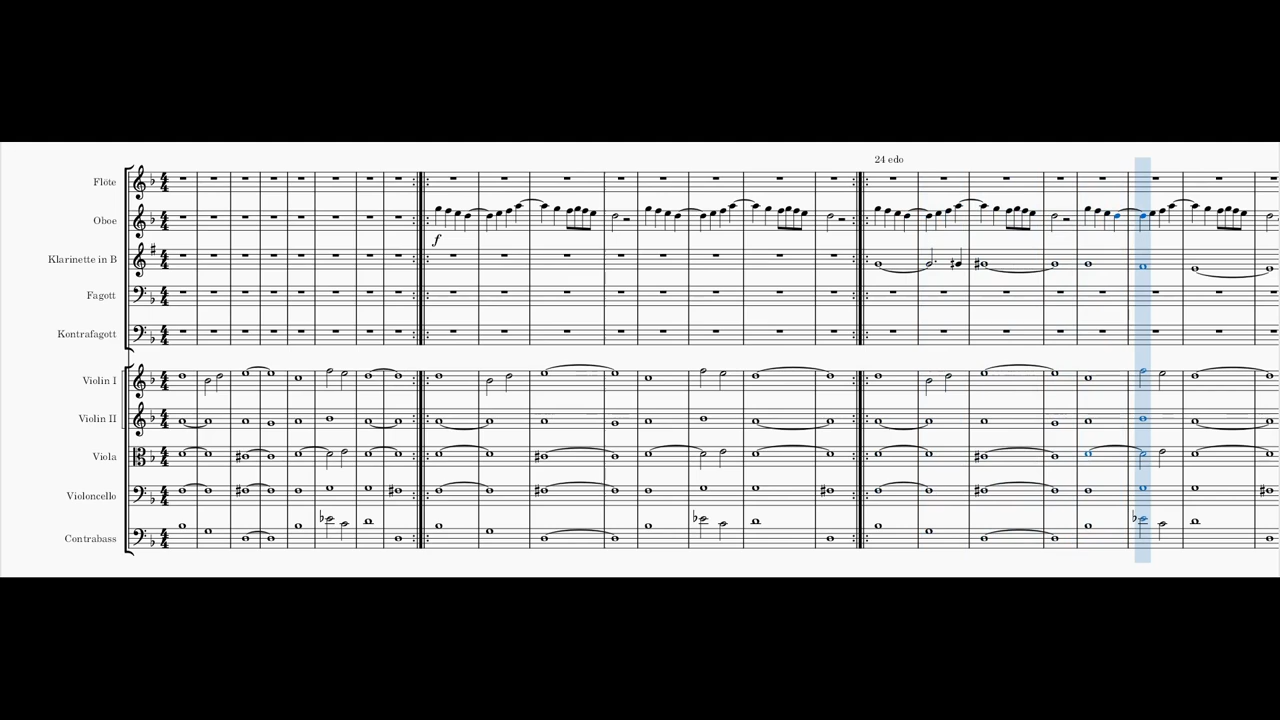 24 edo
Flöte
Oboe
f
Klarinette in B
Fagott
Kontrafagott
Violin I
Violin II
Viola
Violoncello
Contrabass